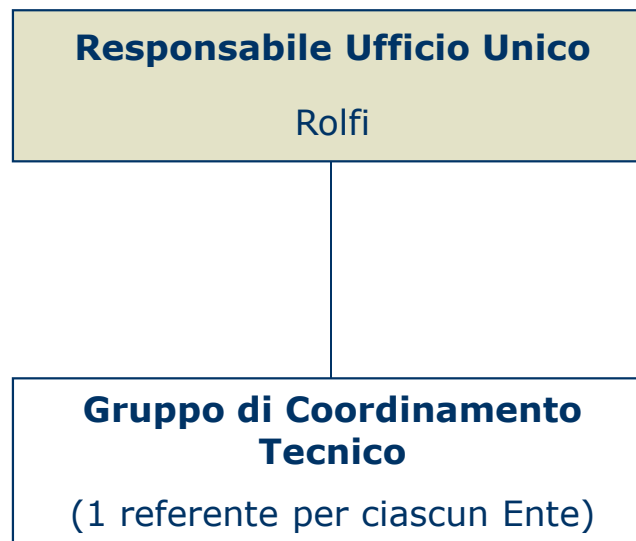 Responsabile Ufficio Unico
Rolfi
Gruppo di Coordinamento
Tecnico
(1 referente per ciascun Ente)